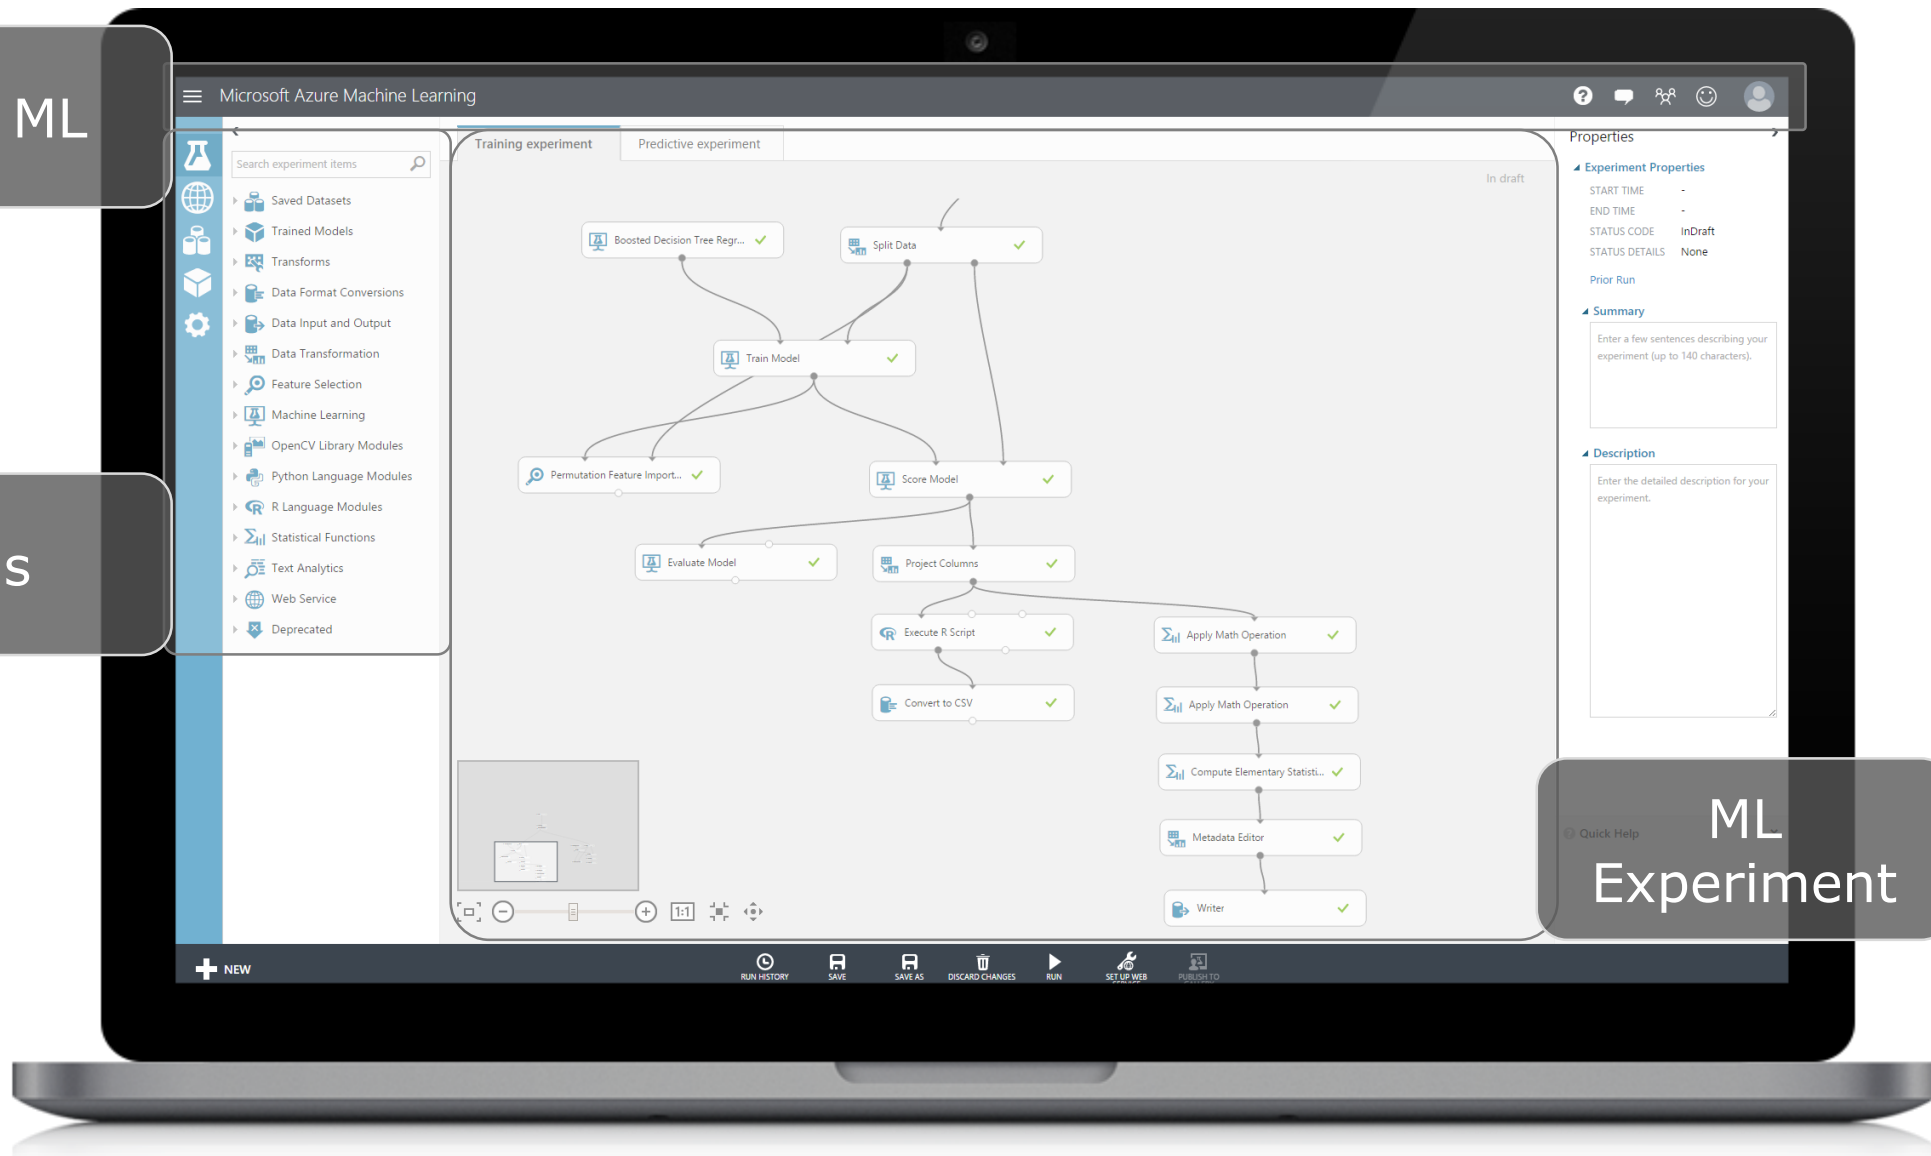 ML
s
Microsoft Azure Machine Learning
Search experiment items
Saved Datasets
Trained Models
Transforms
Data Format Conversions
Data Input and Output
Data Transformation
Feature Selection
Machine Learning
OpenCV Library Modules
Python Language Modules
R Language Modules
Statistical Functions
Text Analytics
Web Service
Deprecated
Training experiment
Predictive experiment
In draft
Boosted Decision Tree Regr...
Split Data
Train Model
Permutation Feature Import...
Score Model
Evaluate Model
Project Columns
Execute R Script
Apply Math Operation
Convert to CSV
Apply Math Operation
Compute Elementary Statisti...
Metadata Editor
Writer
1:1
Properties
Experiment Properties
START TIME -
END TIME -
STATUS CODE InDraft
STATUS DETAILS None
Prior Run
Summary
Enter a few sentences describing your
experiment (up to 140 characters).
Description
Enter the detailed description for your
experiment.
Quick Help
ML
Experiment
NEW
RUN HISTORY
SAVE
SAVE AS
DISCARD CHANGES
RUN
SET UP WEB
SERVICE
PUBLISH TO
GALLERY